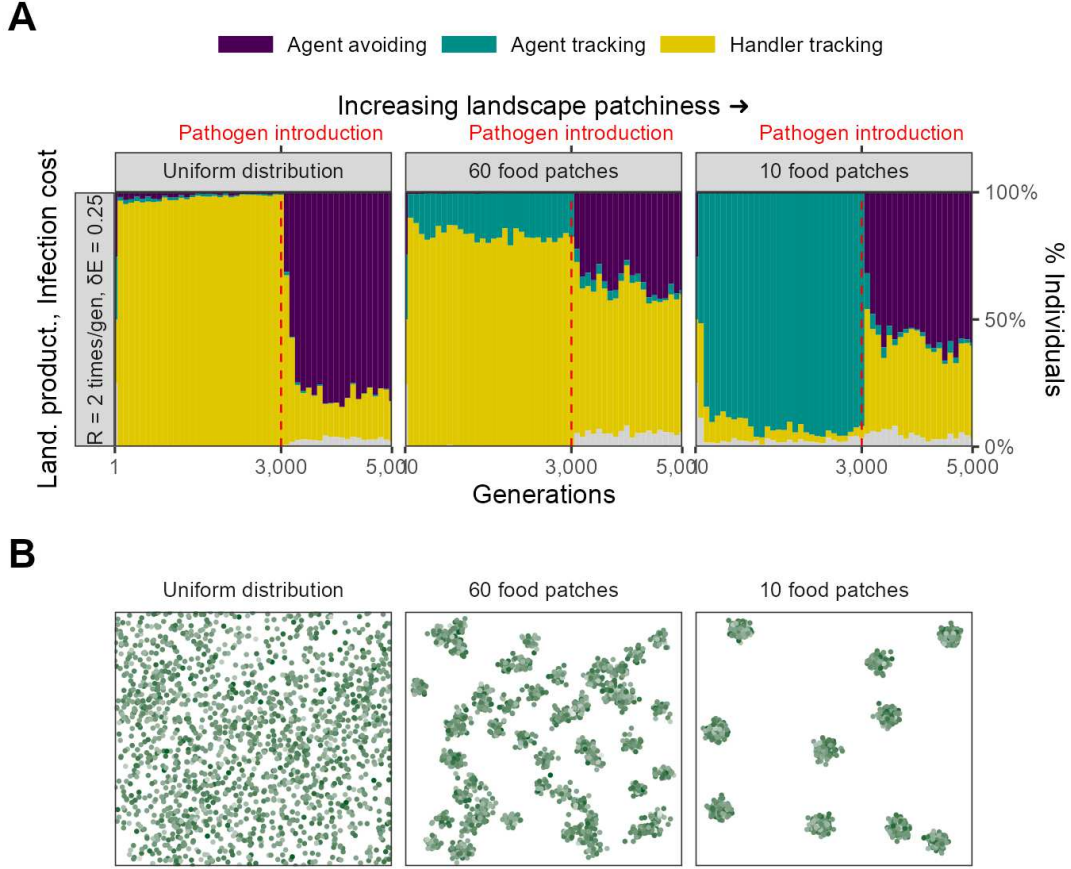 A
Agent avoiding Agent tracking Handler tracking
Increasing landscape patchiness ➔
Pathogen introduction Pathogen introduction Pathogen introduction
Uniform distribution 60 food patches 10 food patches
Land. product., Infection cost
R = 2 times/gen, δE = 0.25
100%
50%
0%
% Individuals
1 3,000 5,000 1 3,000 5,000 1 3,000 5,000
Generations
B
Uniform distribution 60 food patches 10 food patches